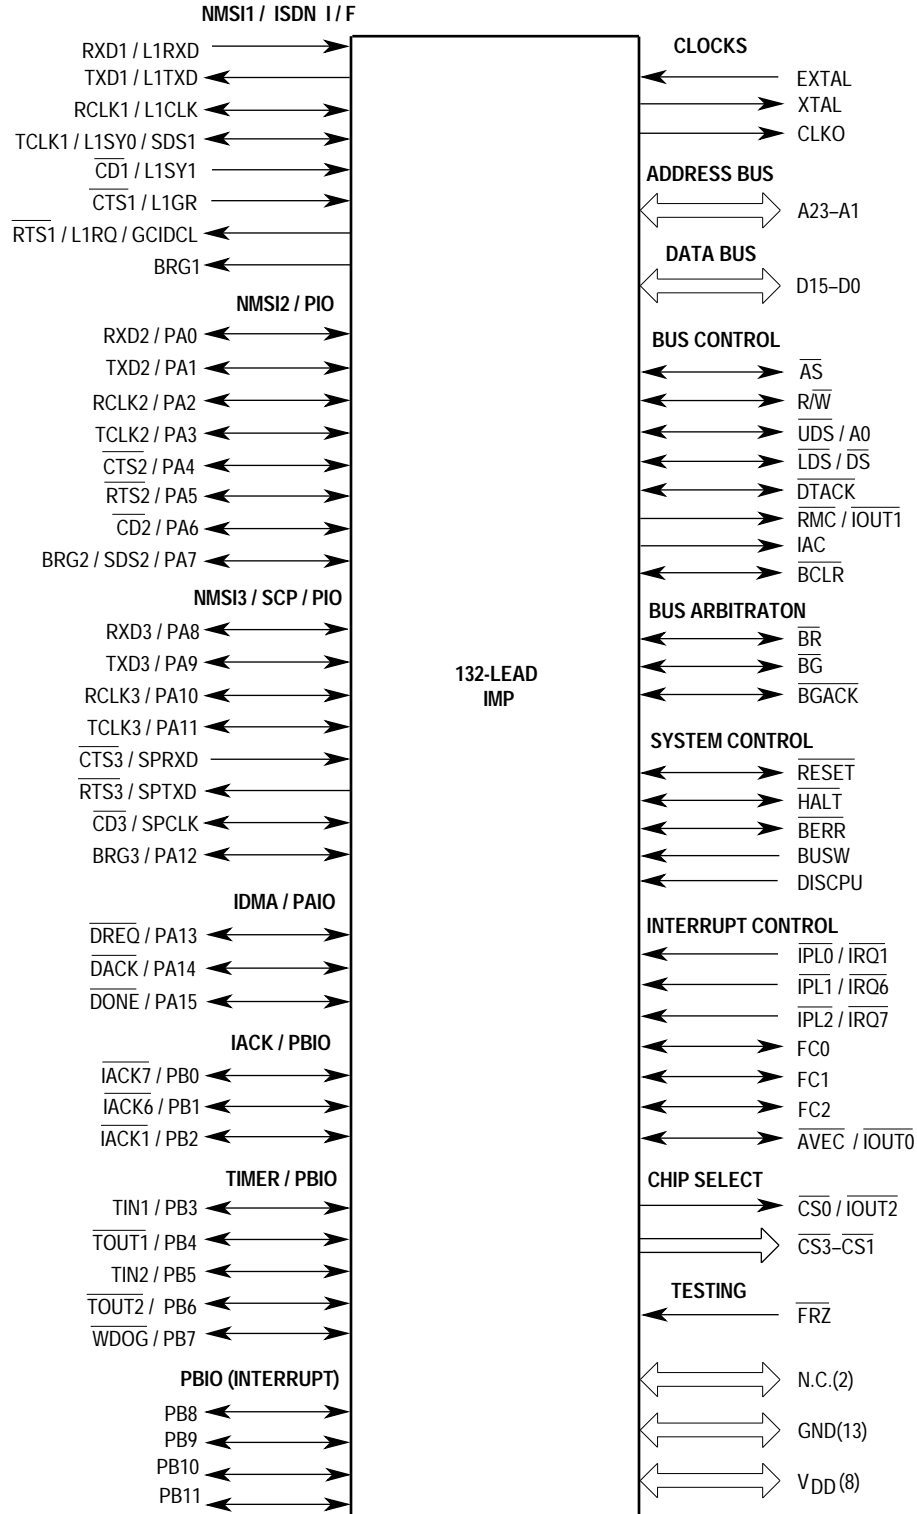 NMSI1 / ISDN I / F
RXD1 / L1RXD
TXD1 / L1TXD
RCLK1 / L1CLK
TCLK1 / L1SY0 / SDS1
CD1 / L1SY1
CTS1 / L1GR
RTS1 / L1RQ / GCIDCL
BRG1
NMSI2 / PIO
RXD2 / PA0
TXD2 / PA1
RCLK2 / PA2
TCLK2 / PA3
CTS2 / PA4
RTS2 / PA5
CD2 / PA6
BRG2 / SDS2 / PA7
NMSI3 / SCP / PIO
RXD3 / PA8
TXD3 / PA9
RCLK3 / PA10
TCLK3 / PA11
CTS3 / SPRXD
RTS3 / SPTXD
CD3 / SPCLK
BRG3 / PA12
IDMA / PAIO
DREQ / PA13
DACK / PA14
DONE / PA15
IACK / PBIO
IACK7 / PB0
IACK6 / PB1
IACK1 / PB2
TIMER / PBIO
TIN1 / PB3
TOUT1 / PB4
TIN2 / PB5
TOUT2 / PB6
WDOG / PB7
PBIO (INTERRUPT)
PB8
PB9
PB10
PB11
132-LEAD
IMP
CLOCKS
EXTAL
XTAL
CLKO
ADDRESS BUS
A23–A1
DATA BUS
D15–D0
BUS CONTROL
AS
R/W
UDS / A0
LDS / DS
DTACK
RMC / IOUT1
IAC
BCLR
BUS ARBITRATON
BR
BG
BGACK
SYSTEM CONTROL
RESET
HALT
BERR
BUSW
DISCPU
INTERRUPT CONTROL
IPL0 / IRQ1
IPL1 / IRQ6
IPL2 / IRQ7
FC0
FC1
FC2
AVEC / IOUT0
CHIP SELECT
CS0 / IOUT2
CS3–CS1
TESTING
FRZ
N.C.(2)
GND(13)
VDD (8)